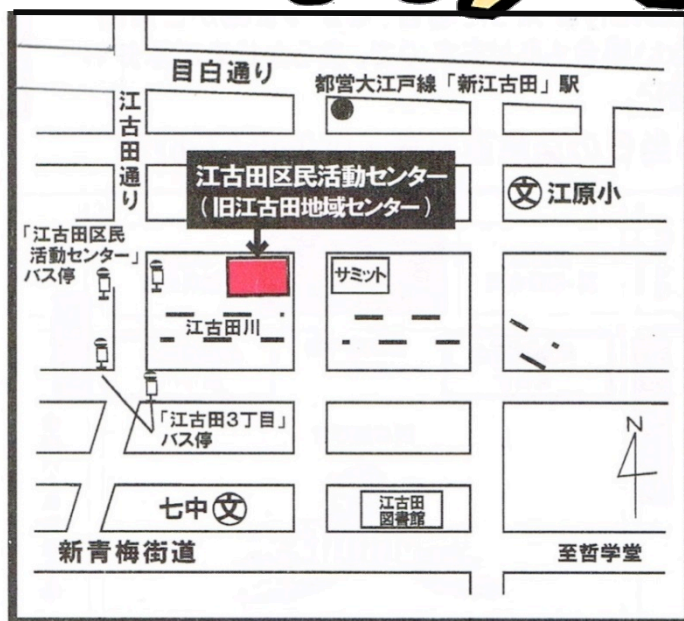 目白通り
都営大江戸線「新江古田」駅
江古田通り
江古田区民活動センター
(旧江古田地域センター)
文 江原小
「江古田区民
活動センター」
バス停
サミット
江古田川
「江古田3丁目」
バス停
N
七中 文
江古田
図書館
新青梅街道
至哲学堂